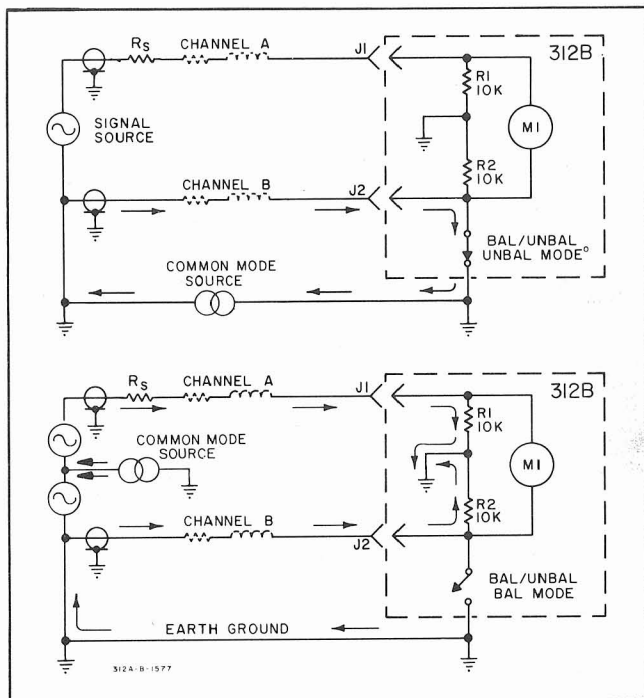 RS CHANNEL A J1 312B
R1
10K
SIGNAL
SOURCE
M1
R2
10K
CHANNEL B J2
BAL/UNBAL
UNBAL MODE°
COMMON MODE
SOURCE
RS CHANNEL A J1 312B
R1
10K
COMMON MODE
SOURCE
M1
R2
10K
CHANNEL B J2
BAL/UNBAL
BAL MODE
EARTH GROUND
312A-B-1577